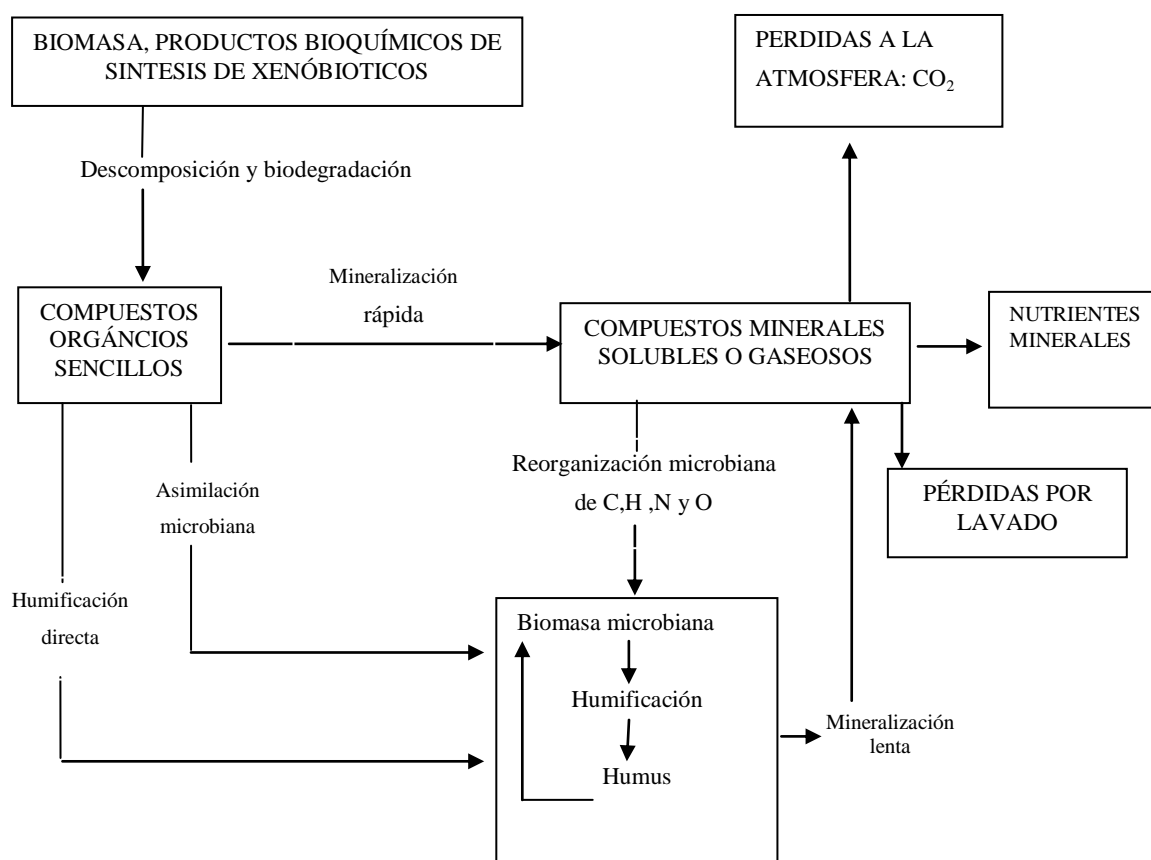 BIOMASA, PRODUCTOS BIOQUÍMICOS DE
SINTESIS DE XENÓBIOTICOS
PERDIDAS A LA
ATMOSFERA: CO₂
Descomposición y biodegradación
Mineralización
rápida
COMPUESTOS
ORGÁNCIOS
SENCILLOS
COMPUESTOS MINERALES
SOLUBLES O GASEOSOS
NUTRIENTES
MINERALES
Reorganización microbiana
de C,H ,N y O
Asimilación
microbiana
PÉRDIDAS POR
LAVADO
Humificación
directa
Biomasa microbiana
Humificación
Humus
Mineralización
lenta